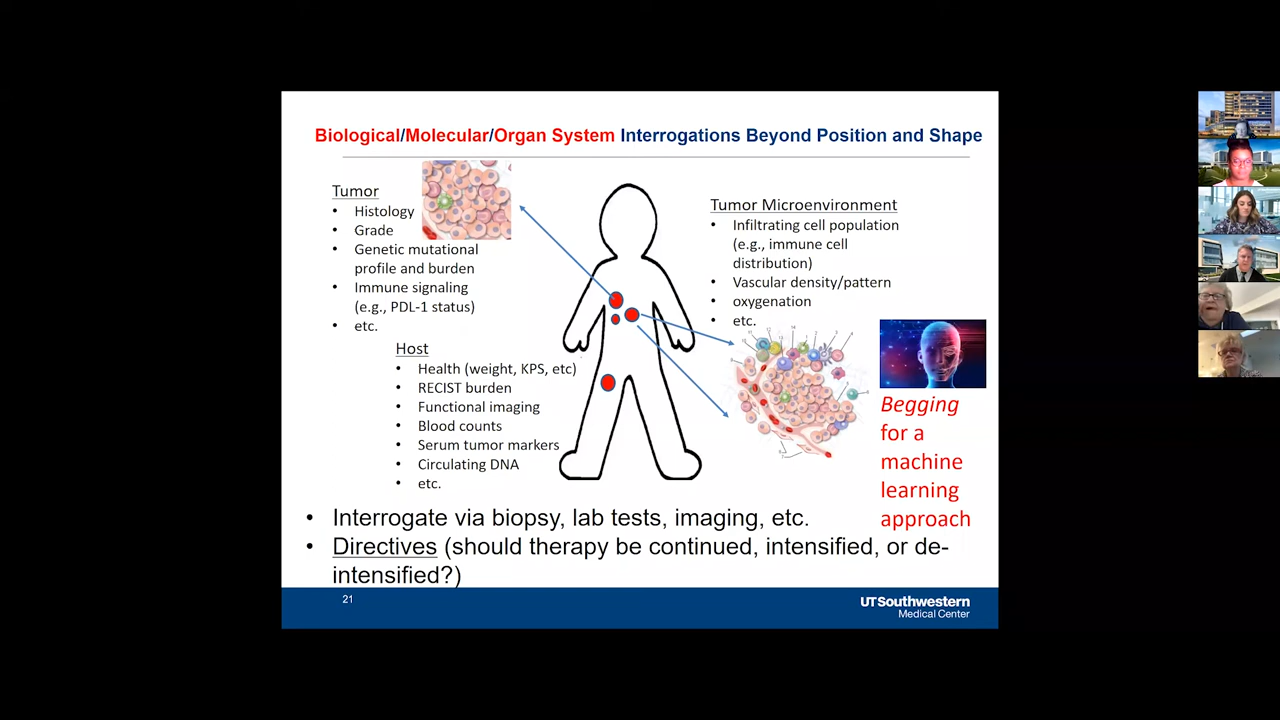 Biological/Molecular/Organ System Interrogations Beyond Position and Shape
Tumor
• Histology
• Grade
• Genetic mutational
profile and burden
• Immune signaling
(e.g., PDL-1 status)
• etc.
Host
• Health (weight, KPS, etc)
• RECIST burden
• Functional imaging
• Blood counts
• Serum tumor markers
• Circulating DNA
• etc.
Tumor Microenvironment
• Infiltrating cell population
(e.g., immune cell
distribution)
• Vascular density/pattern
• oxygenation
• etc.
Begging
for a
machine
learning
approach
• Interrogate via biopsy, lab tests, imaging, etc.
• Directives (should therapy be continued, intensified, or de-
intensified?)
21
UTSouthwestern
Medical Center